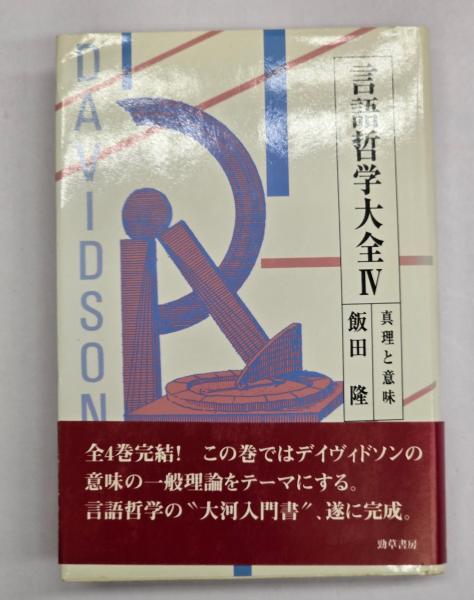 DAVIDSON
言語哲学大全Ⅳ
真理と意味
飯田 隆
全4巻完結! この巻ではデイヴィドソンの
意味の一般理論をテーマにする。
言語哲学の〝大河入門書〟、遂に完成。
勁草書房